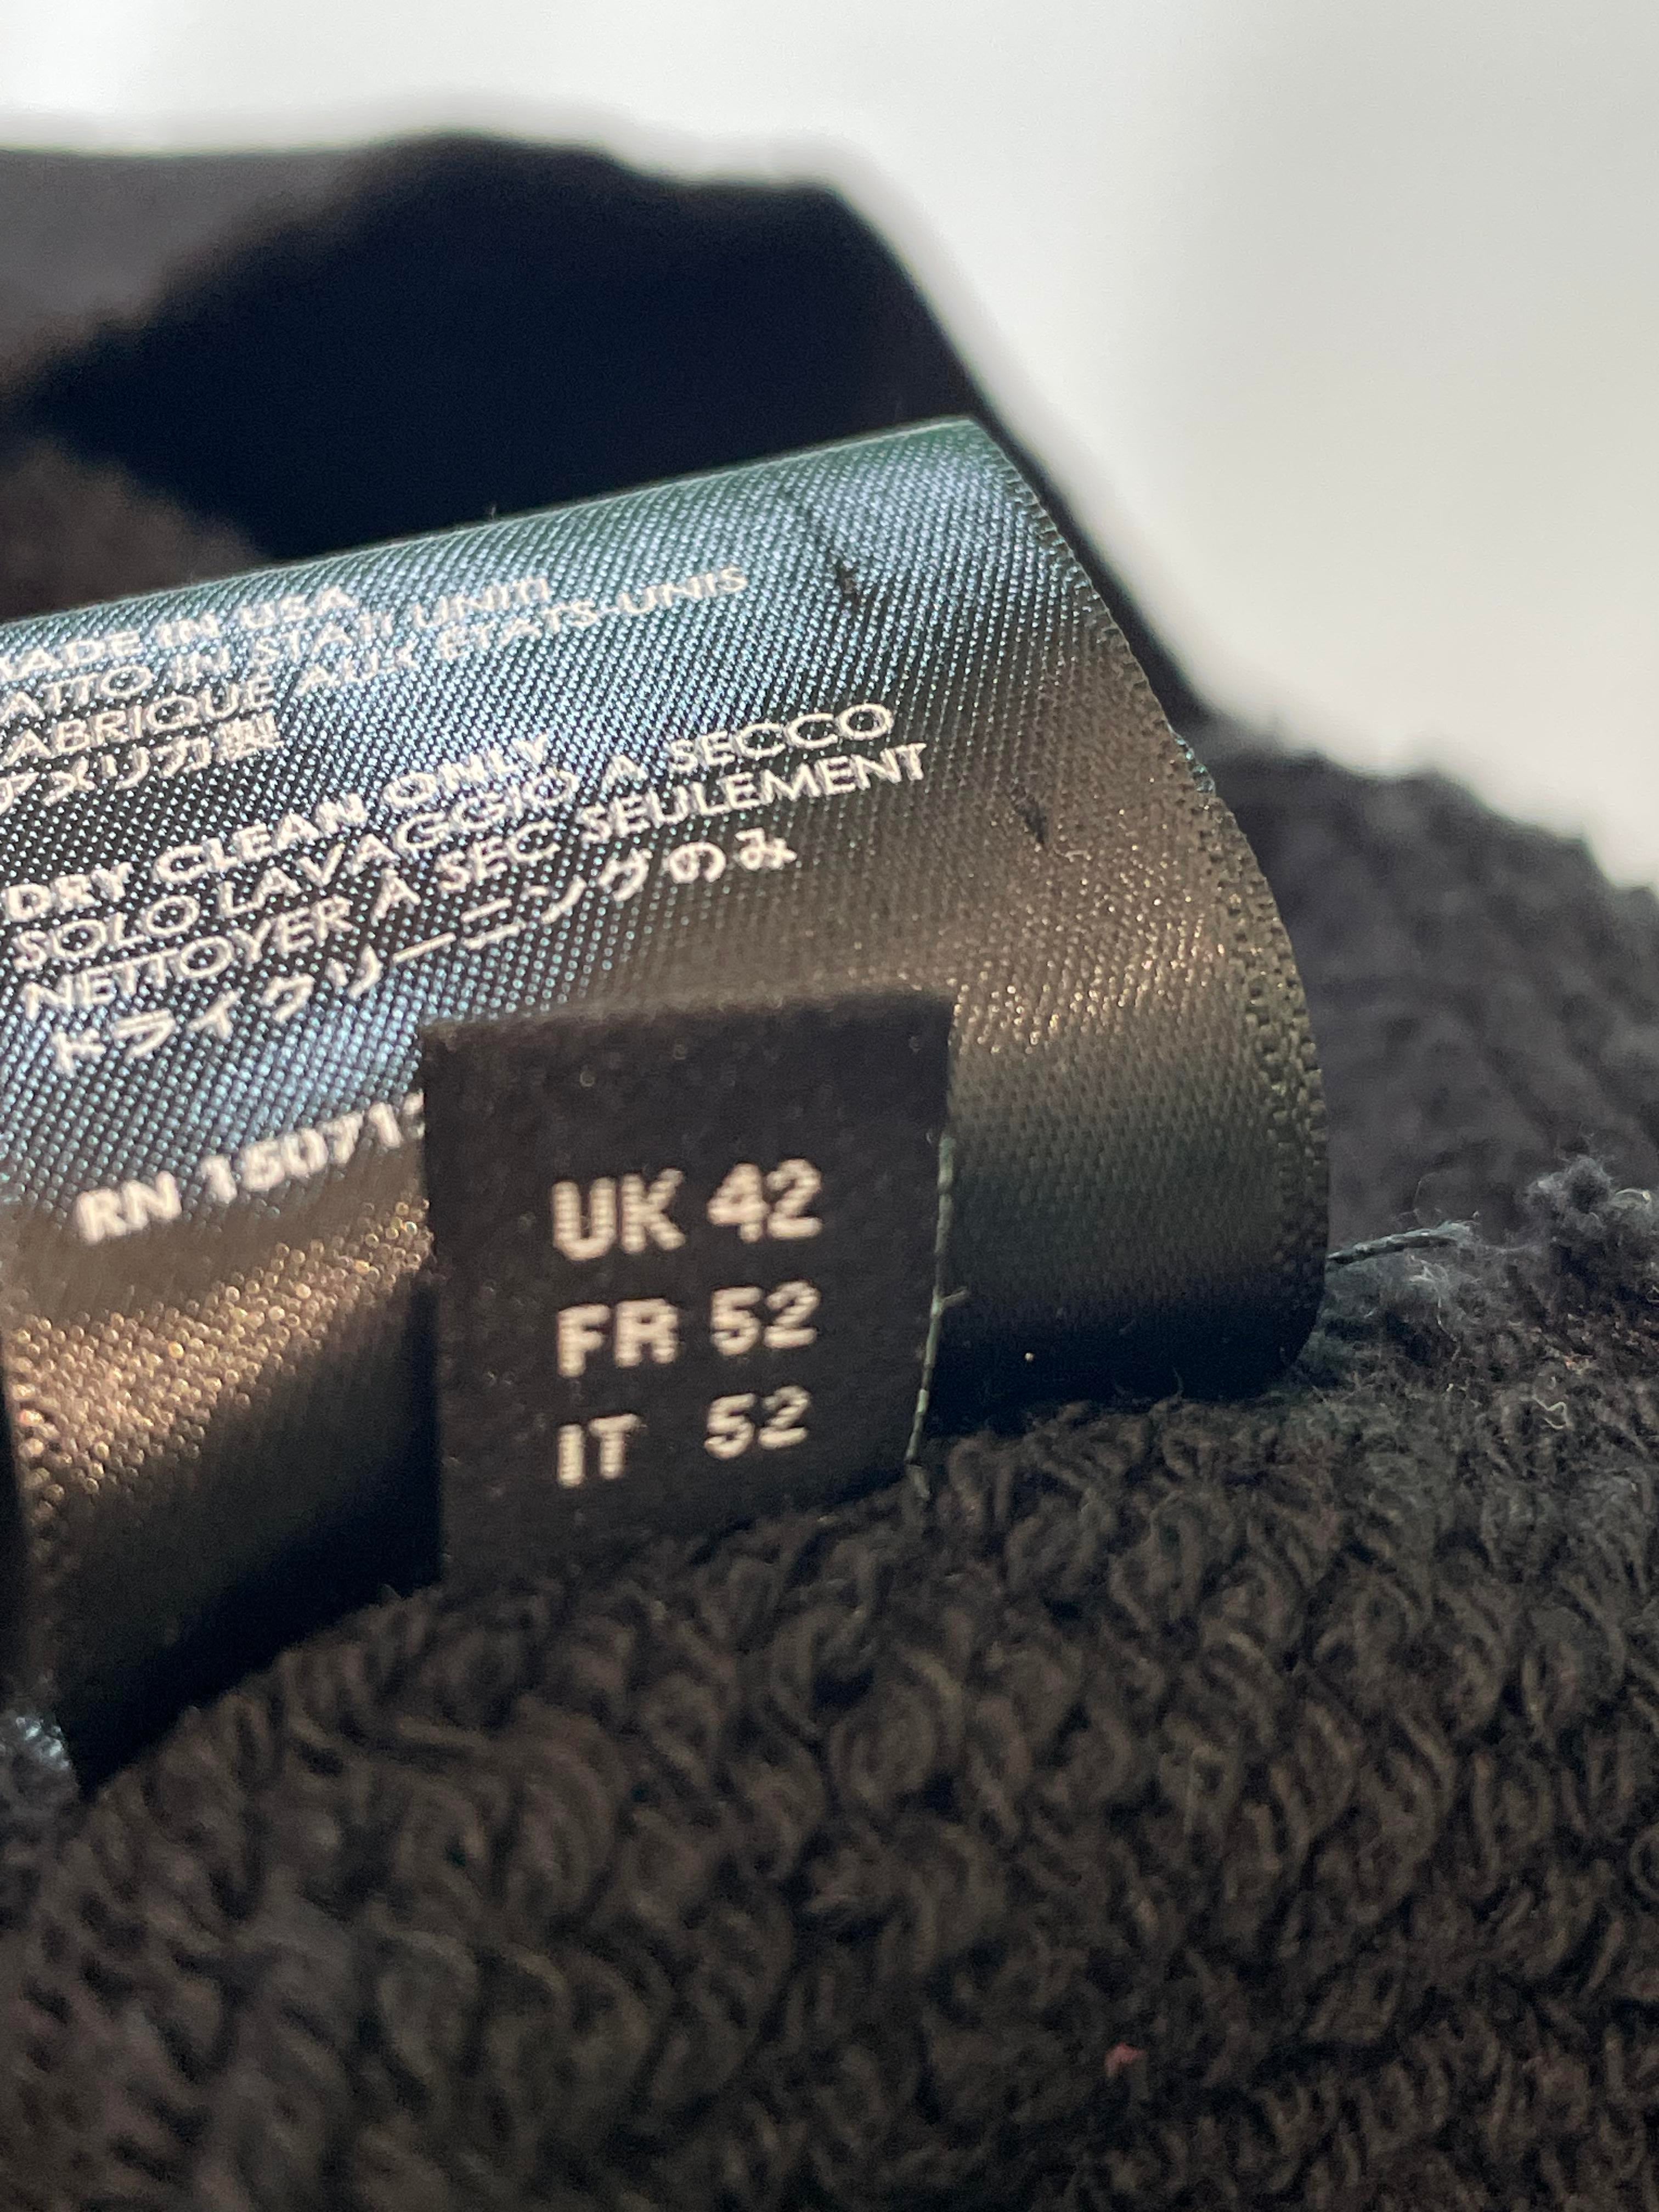 MADE IN USA
FATTO IN STATI UNITI
FABRIQUE AUX ETATS-UNIS
アメリカ製
DRY CLEAN ONLY
SOLO LAVAGGIO A SECCO
NETTOYER A SEC SEULEMENT
ドライクリーニングのみ
RN
UK 42
FR 52
IT 52